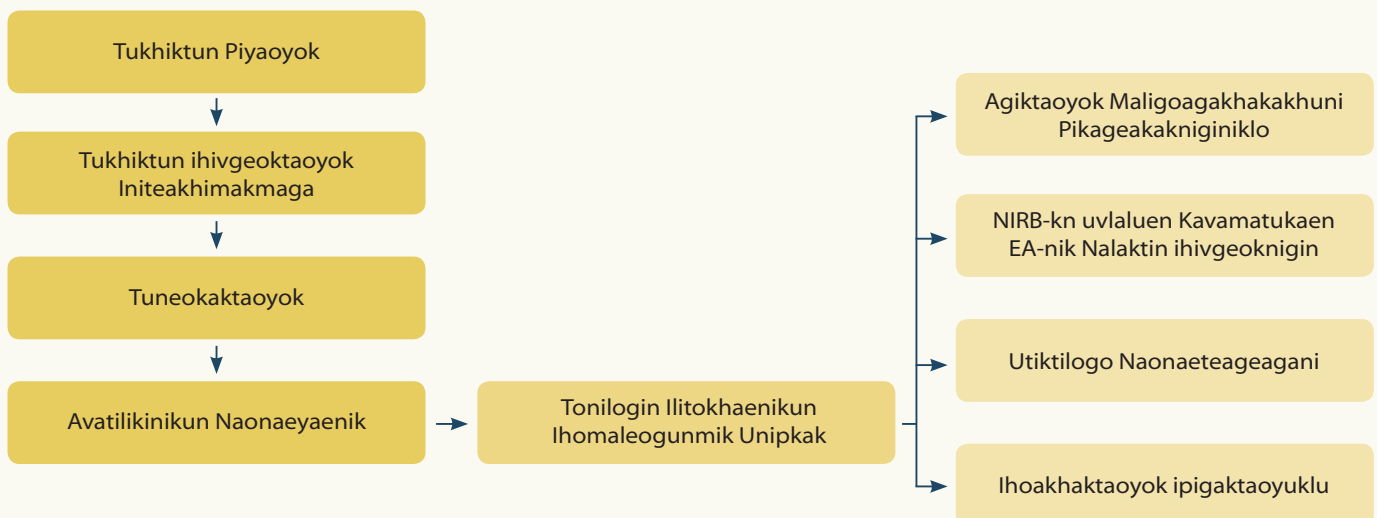 Tukhiktun Piyaoyok
Tukhiktun ihivgeoktaoyok
Initeakhimakmaga
Tuneokaktaoyok
Avatilikinikun Naonaeyaenik
Tonilogin Ilitokhaenikun
Ihomaleogunmik Unipkak
Agiktaoyok Maligoagakhakakhuni
Pikageakakniginiklo
NIRB-kn uvlaluen Kavamatukaen
EA-nik Nalaktin ihivgeoknigin
Utiktilogo Naonaeteageagani
Ihoakhaktaoyok ipigaktaoyuklu